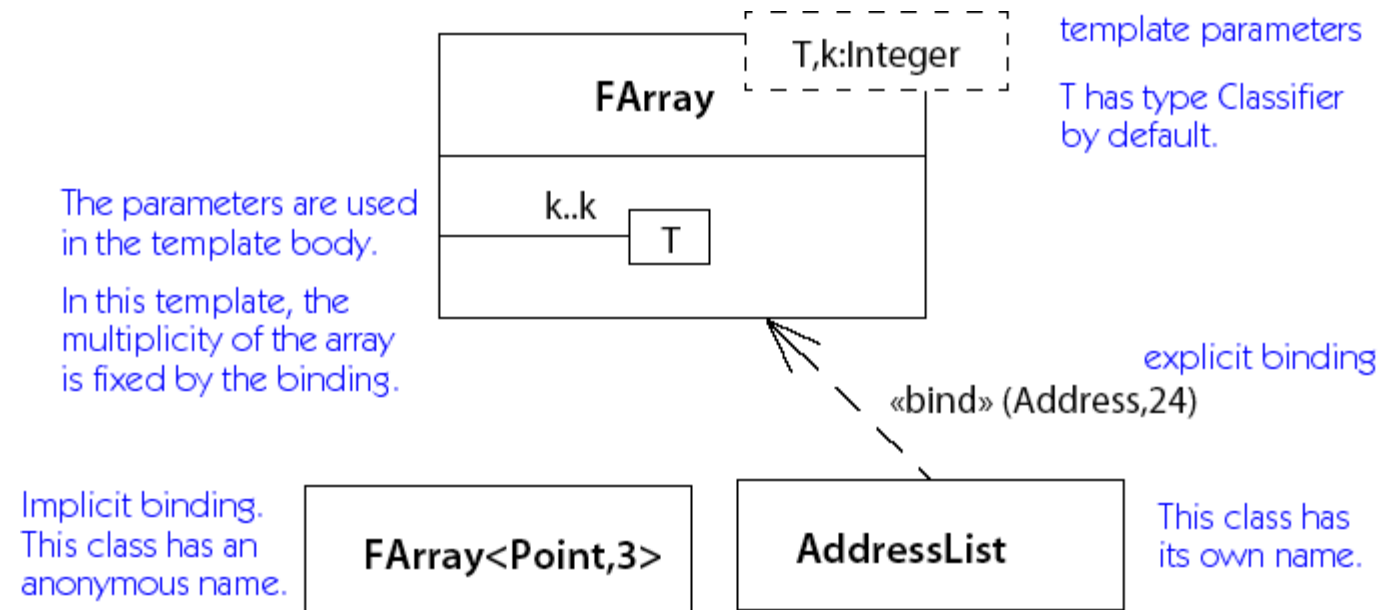 template parameters
T,k:Integer
FArray
T has type Classifier
by default.
The parameters are used
in the template body.
k..k
T
In this template, the
multiplicity of the array
is fixed by the binding.
explicit binding
«bind» (Address,24)
Implicit binding.
This class has an
anonymous name.
FArray<Point,3>
AddressList
This class has
its own name.